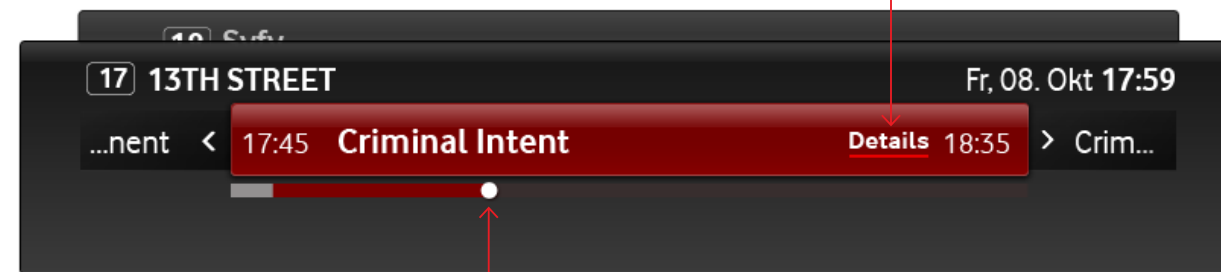 17 13TH STREET Fr, 08. Okt 17:59
...nent < 17:45 Criminal Intent Details 18:35 > Crim...